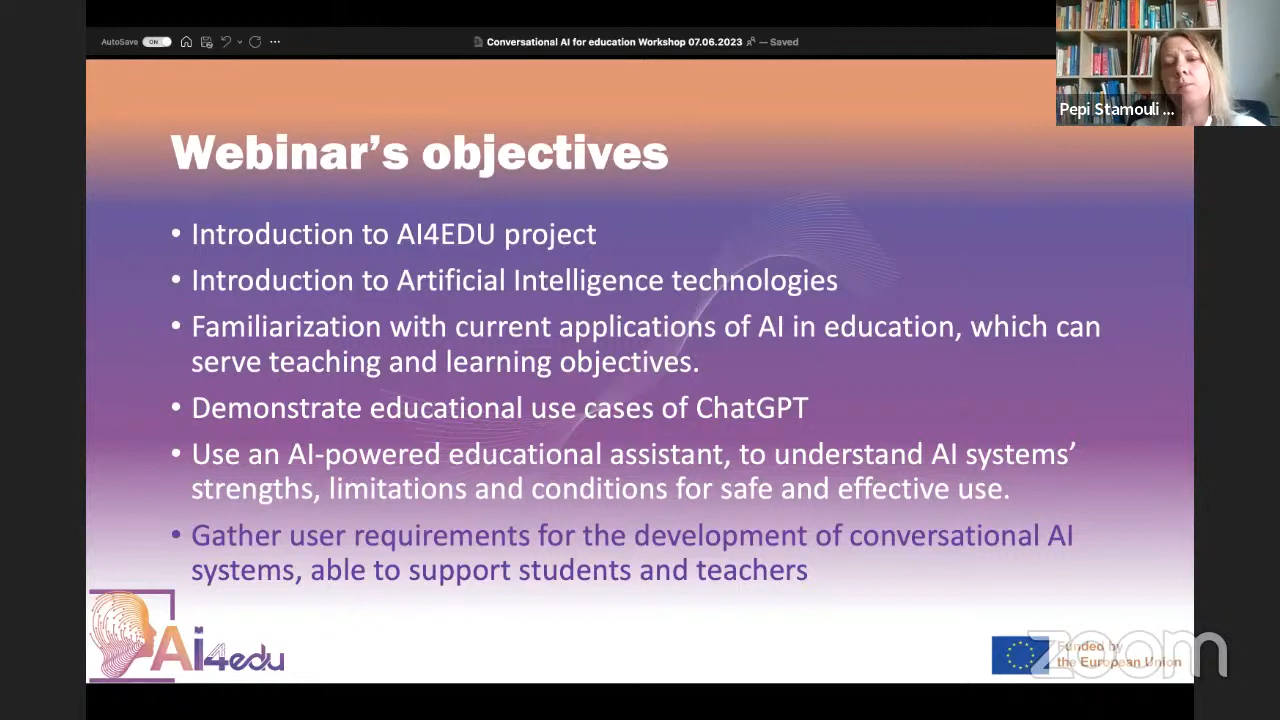 AutoSave ON
Conversational AI for education Workshop 07.06.2023 — Saved
Pepi Stamouli ...
Webinar’s objectives
• Introduction to AI4EDU project
• Introduction to Artificial Intelligence technologies
• Familiarization with current applications of AI in education, which can
serve teaching and learning objectives.
• Demonstrate educational use cases of ChatGPT
• Use an AI-powered educational assistant, to understand AI systems’
strengths, limitations and conditions for safe and effective use.
• Gather user requirements for the development of conversational AI
systems, able to support students and teachers
Ai4edu
Funded by
the European Union
zoom